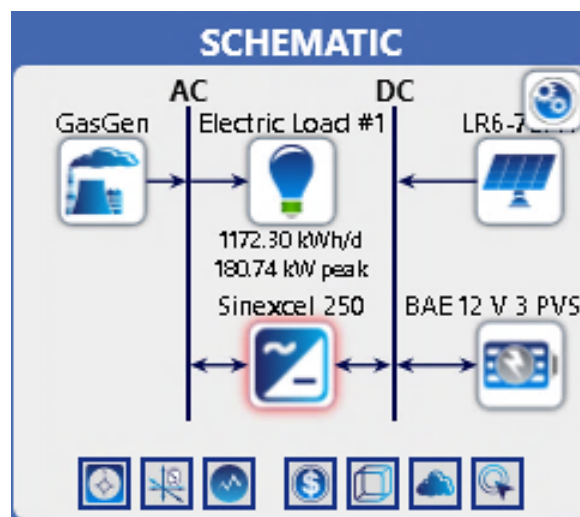 SCHEMATIC
AC DC
GasGen Electric Load #1
1172.30 kWh/d
180.74 kW peak
Sinexcel 250 BAE 12 V 3 PVS